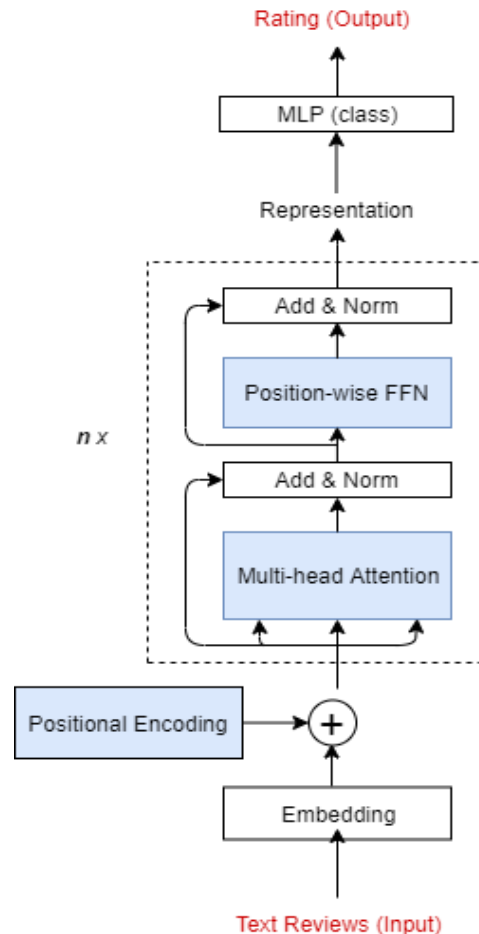 Rating (Output)
MLP (class)
Representation
Add & Norm
Position-wise FFN
n x
Add & Norm
Multi-head Attention
Positional Encoding
+
Embedding
Text Reviews (Input)